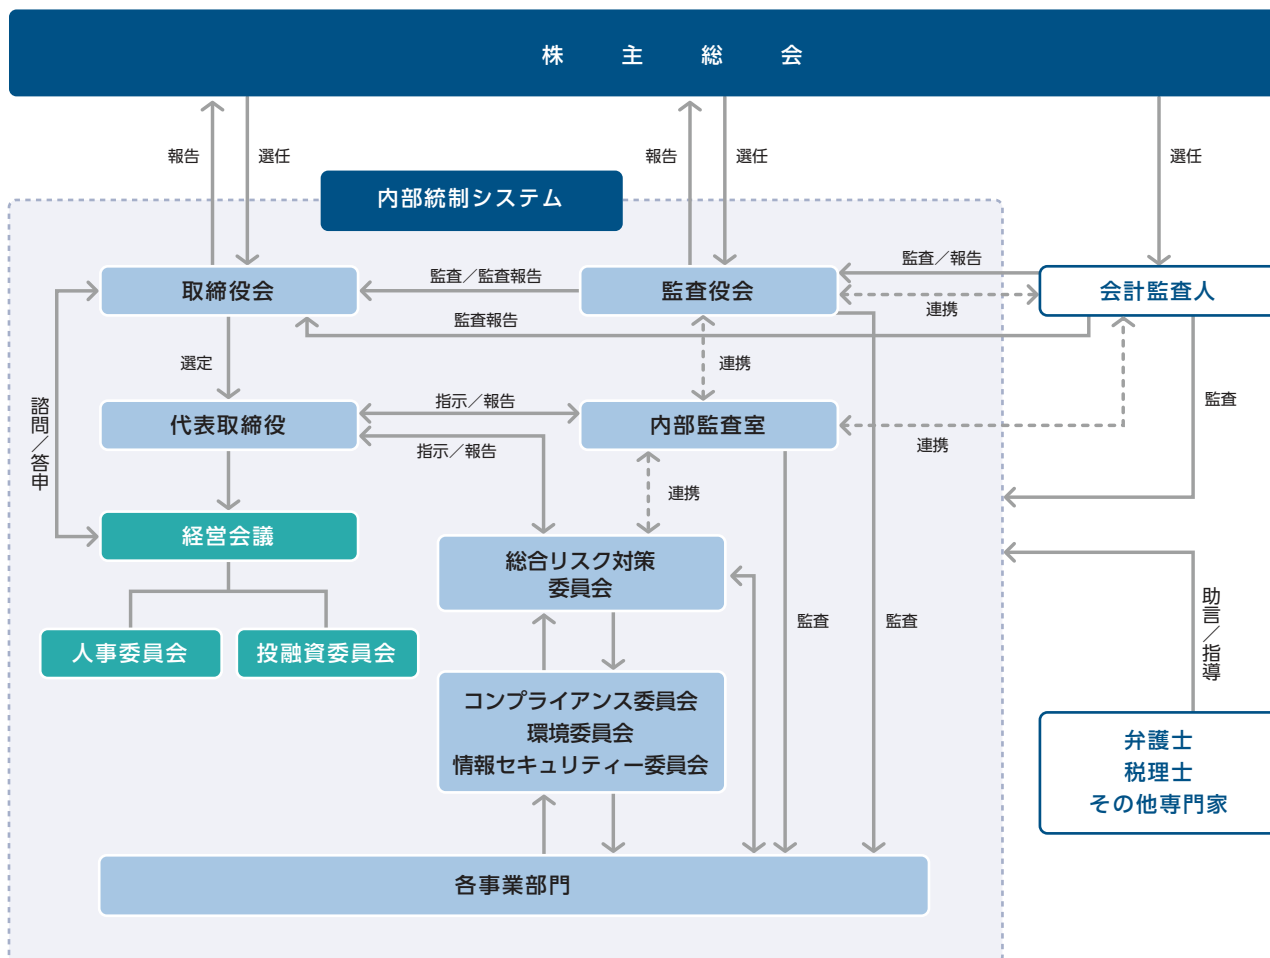 株主総会
報告
選任
報告
選任
選任
内部統制システム
取締役会
監査／監査報告
監査役会
監査／報告
会計監査人
連携
監査報告
選定
連携
諮問／答申
代表取締役
指示／報告
内部監査室
監査
指示／報告
連携
連携
経営会議
総合リスク対策
委員会
人事委員会
投融資委員会
監査
監査
助言／指導
コンプライアンス委員会
環境委員会
情報セキュリティー委員会
弁護士
税理士
その他専門家
各事業部門